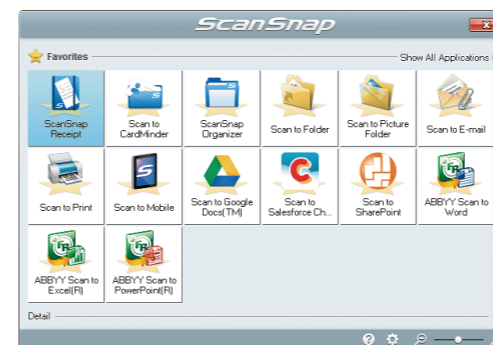 ScanSnap
Favorites
Show All Applications
ScanSnap
Receipt
Scan to
CardMinder
ScanSnap
Organizer
Scan to Folder
Scan to Picture
Folder
Scan to E-mail
Scan to Print
Scan to Mobile
Scan to Google
Docs(TM)
Scan to
Salesforce Ch...
Scan to
SharePoint
ABBYY Scan to
Word
ABBYY Scan to
Excel(R)
ABBYY Scan to
PowerPoint(R)
Detail